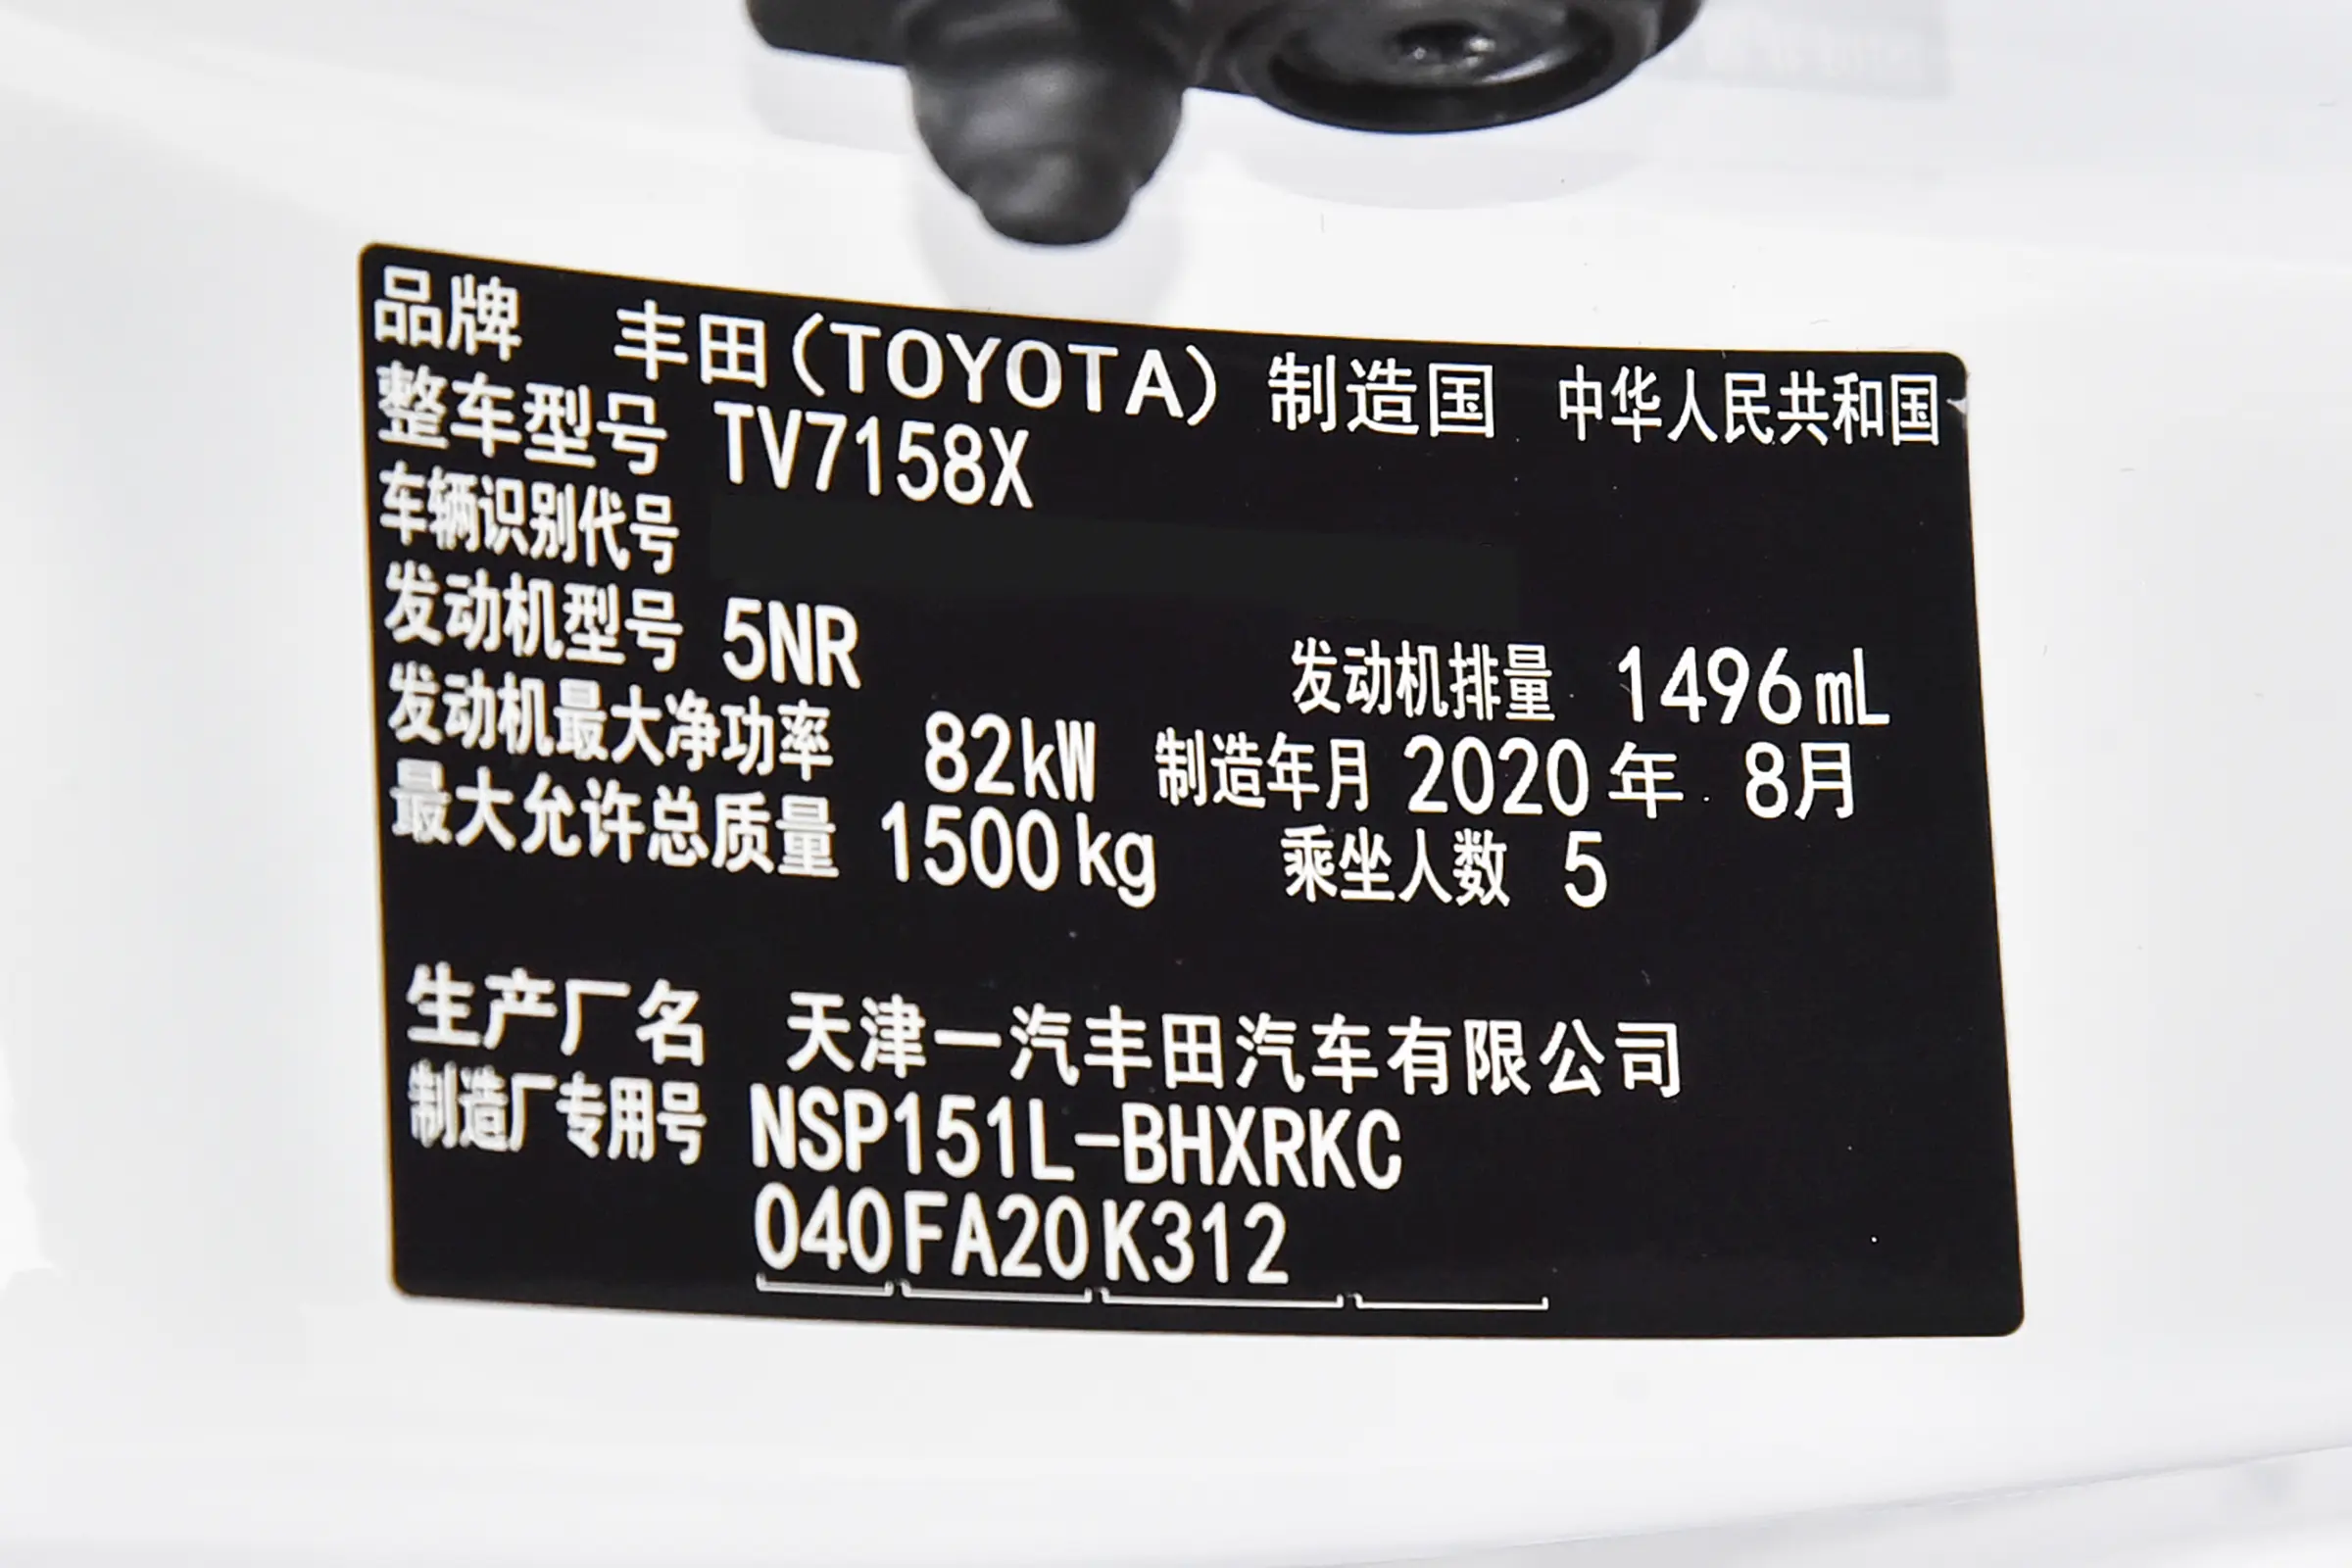 品牌 丰田(TOYOTA) 制造国 中华人民共和国
整车型号 TV7158X
车辆识别代号
发动机型号 5NR 发动机排量 1496mL
发动机最大净功率 82kW 制造年月 2020年 8月
最大允许总质量 1500kg 乘坐人数 5
生产厂名 天津一汽丰田汽车有限公司
制造厂专用号 NSP151L-BHXRKC
040FA20K312